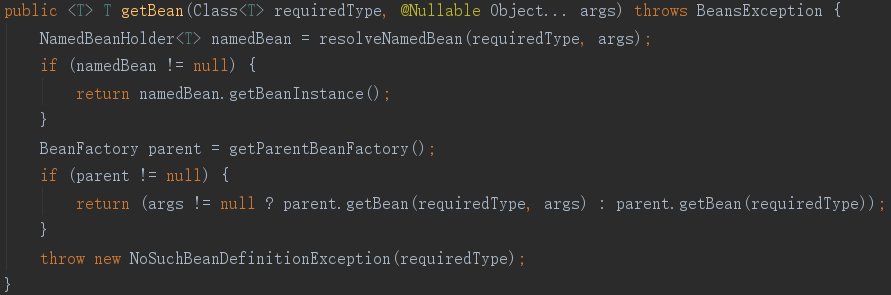 public <T> T getBean(Class<T> requiredType, @Nullable Object... args) throws BeansException {
    NamedBeanHolder<T> namedBean = resolveNamedBean(requiredType, args);
    if (namedBean != null) {
        return namedBean.getBeanInstance();
    }
    BeanFactory parent = getParentBeanFactory();
    if (parent != null) {
        return (args != null ? parent.getBean(requiredType, args) : parent.getBean(requiredType));
    }
    throw new NoSuchBeanDefinitionException(requiredType);
}